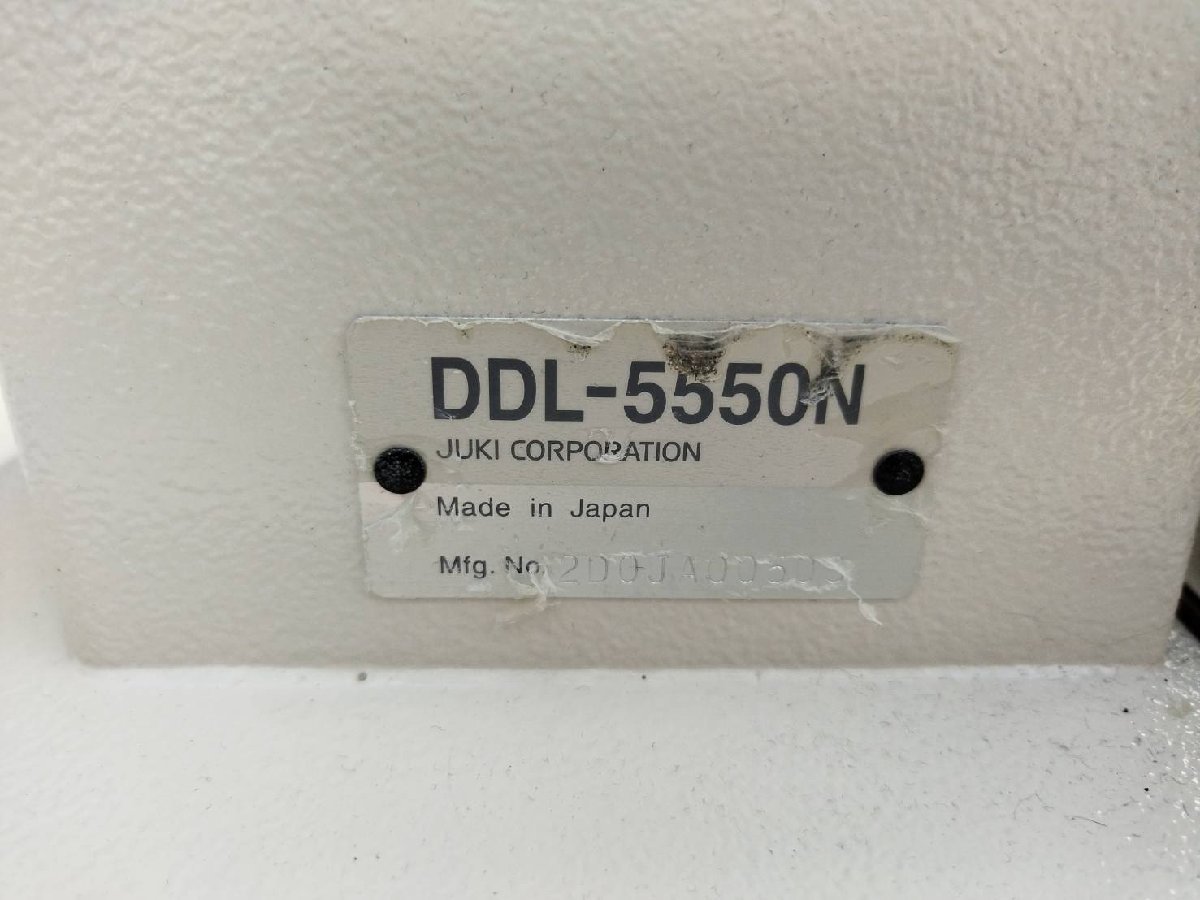 DDL-5550N
JUKI CORPORATION
Made in Japan
Mfg. No.